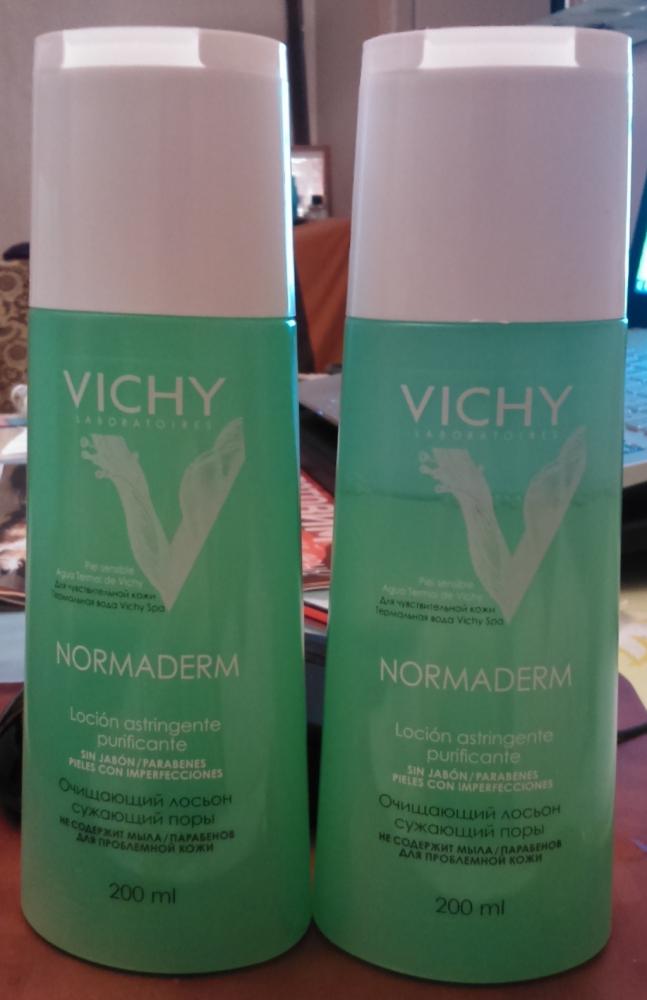 VICHY
LABORATOIRES
Piel sensible
Agua Termal de Vichy
Для чувствительной кожи
Термальная вода Vichy Spa
NORMADERM
Loción astringente
purificante
SIN JABÓN/PARABENES
PIELES CON IMPERFECCIONES
Очищающий лосьон
сужающий поры
НЕ СОДЕРЖИТ МЫЛА/ПАРАБЕНОВ
ДЛЯ ПРОБЛЕМНОЙ КОЖИ
200 ml
VICHY
LABORATOIRES
Piel sensible
Agua Termal de Vichy
Для чувствительной кожи
Термальная вода Vichy Spa
NORMADERM
Loción astringente
purificante
SIN JABÓN/PARABENES
PIELES CON IMPERFECCIONES
Очищающий лосьон
сужающий поры
НЕ СОДЕРЖИТ МЫЛА/ПАРАБЕНОВ
ДЛЯ ПРОБЛЕМНОЙ КОЖИ
200 ml